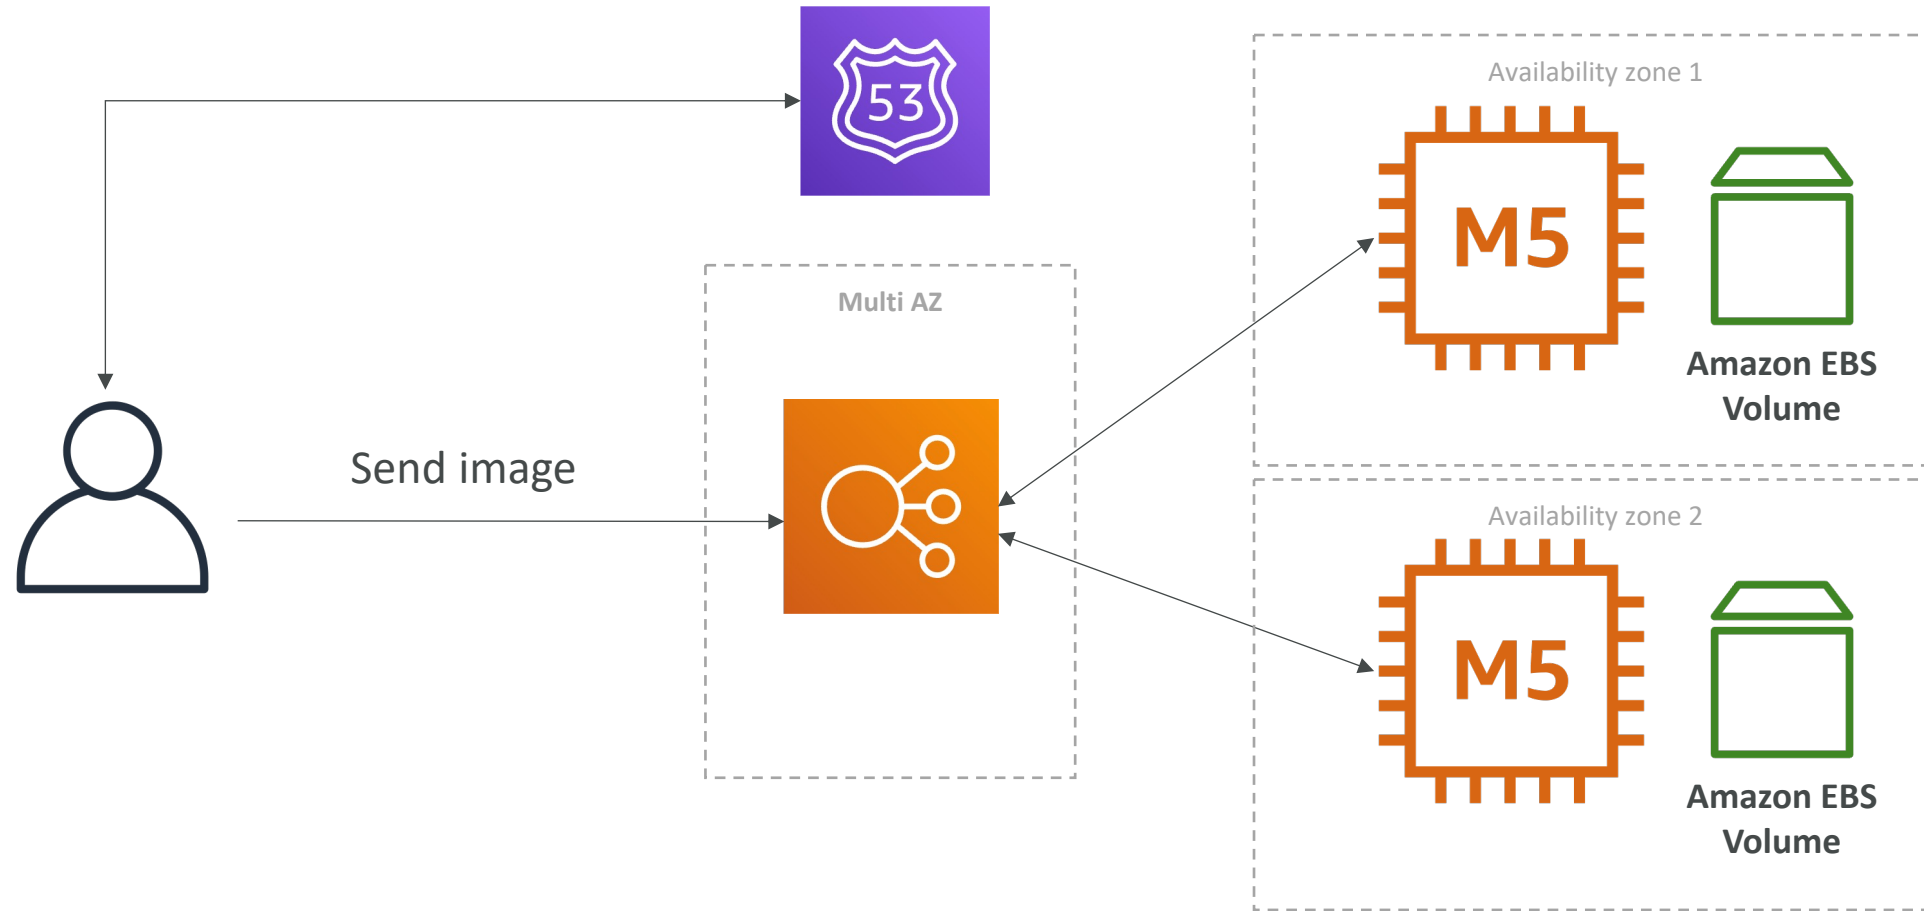 53
Availability zone 1
M5
Amazon EBS
Volume
Multi AZ
Send image
Availability zone 2
M5
Amazon EBS
Volume